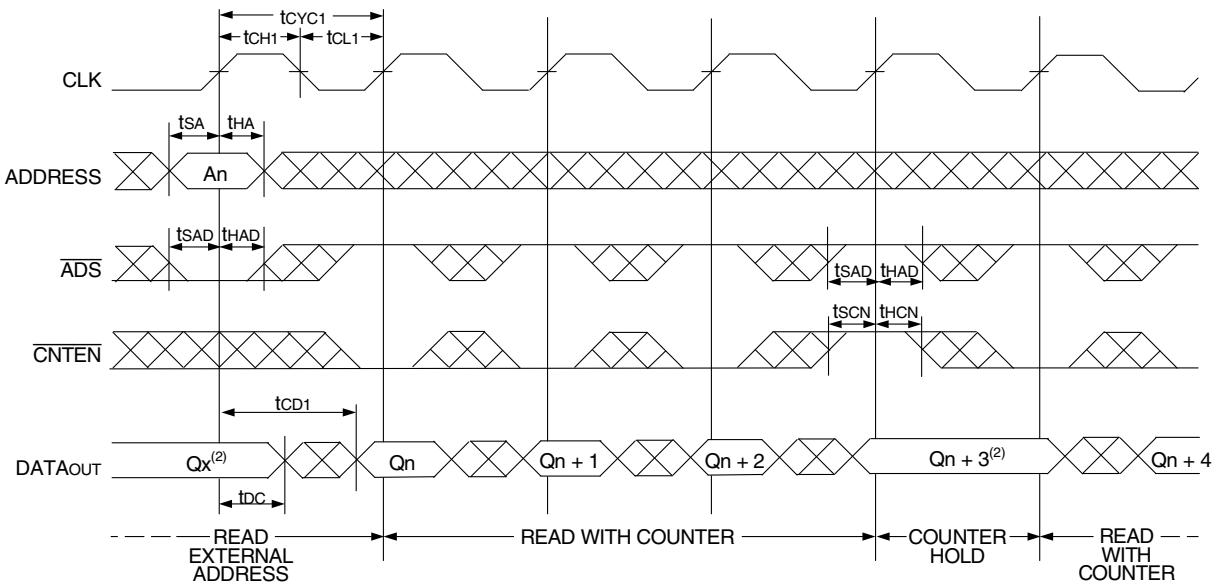 tCYC1
tCH1 tCL1
CLK
tSA tHA
ADDRESS An
tSAD tHAD
ADS
tSAD tHAD
tSCN tHCN
CNTEN
tCD1
DATAOUT Qx(2) Qn Qn + 1 Qn + 2 Qn + 3(2) Qn + 4
tDC
READ EXTERNAL ADDRESS
READ WITH COUNTER
COUNTER HOLD
READ WITH COUNTER